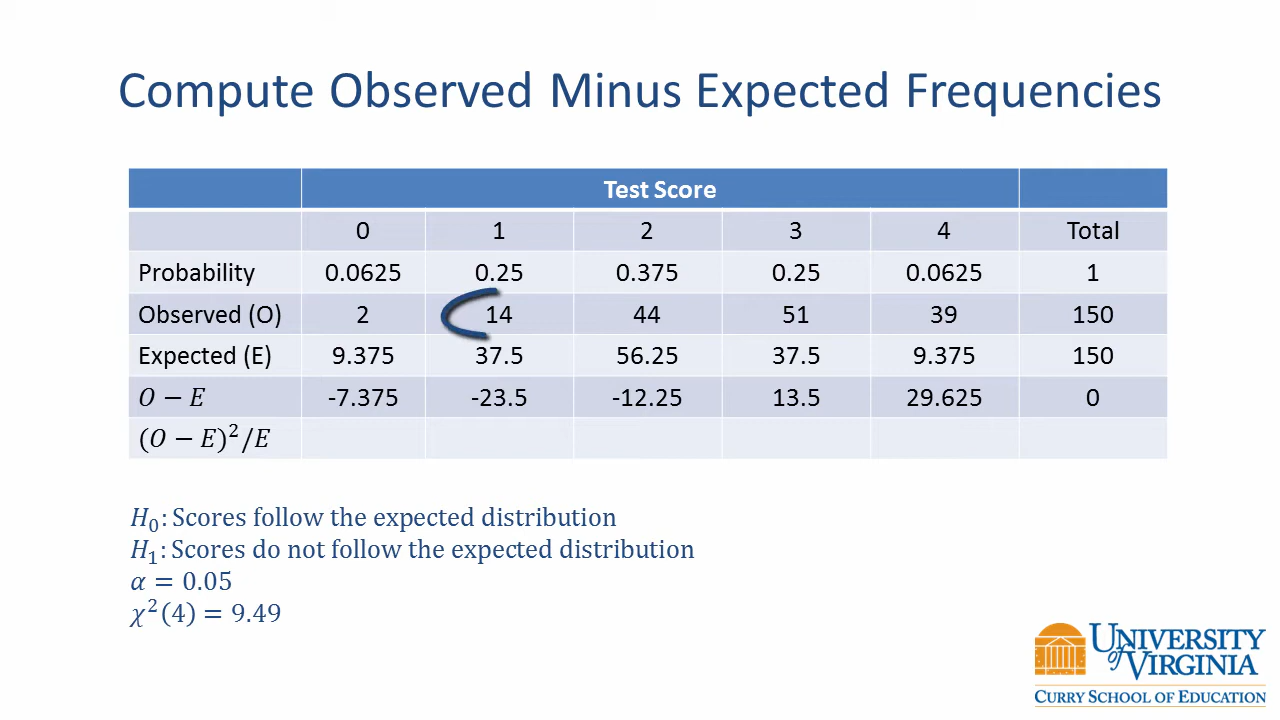 Compute Observed Minus Expected Frequencies
Test Score
0 1 2 3 4 Total
Probability 0.0625 0.25 0.375 0.25 0.0625 1
Observed (O) 2 14 44 51 39 150
Expected (E) 9.375 37.5 56.25 37.5 9.375 150
O − E -7.375 -23.5 -12.25 13.5 29.625 0
(O − E)²/E
H₀: Scores follow the expected distribution
H₁: Scores do not follow the expected distribution
α = 0.05
χ²(4) = 9.49
UNIVERSITY
of VIRGINIA
CURRY SCHOOL OF EDUCATION